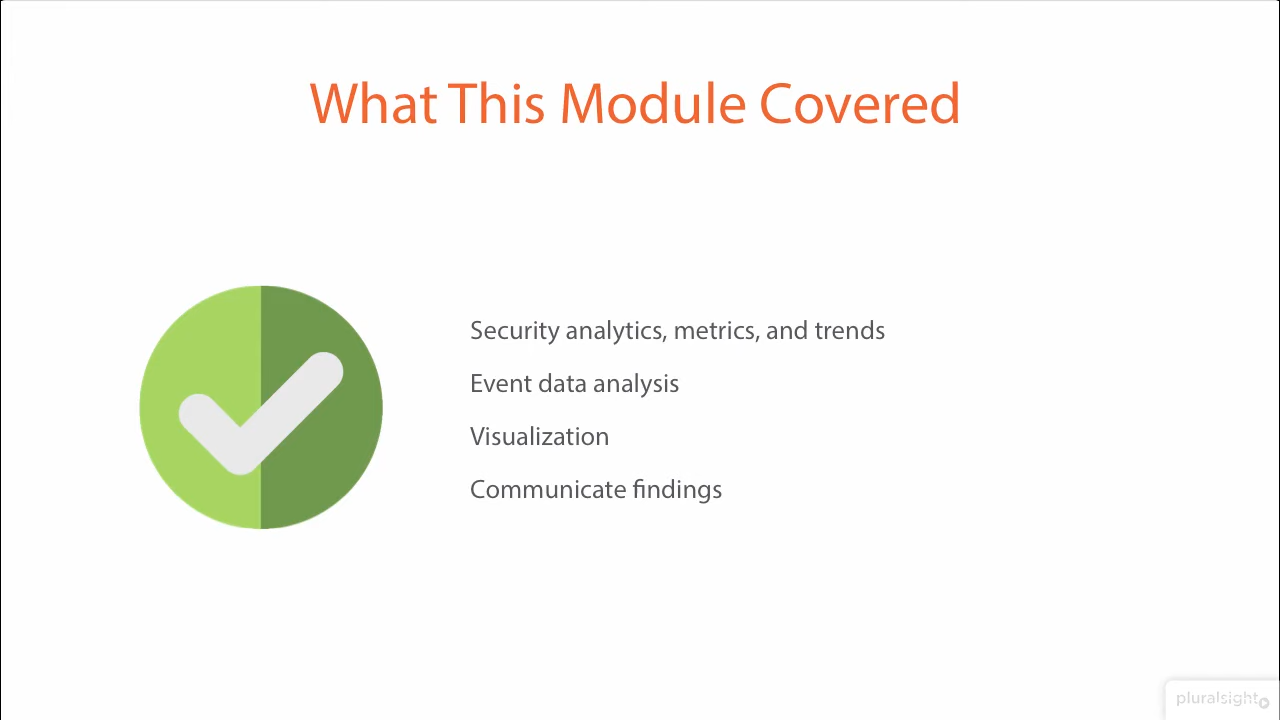 What This Module Covered
Security analytics, metrics, and trends
Event data analysis
Visualization
Communicate findings
pluralsight